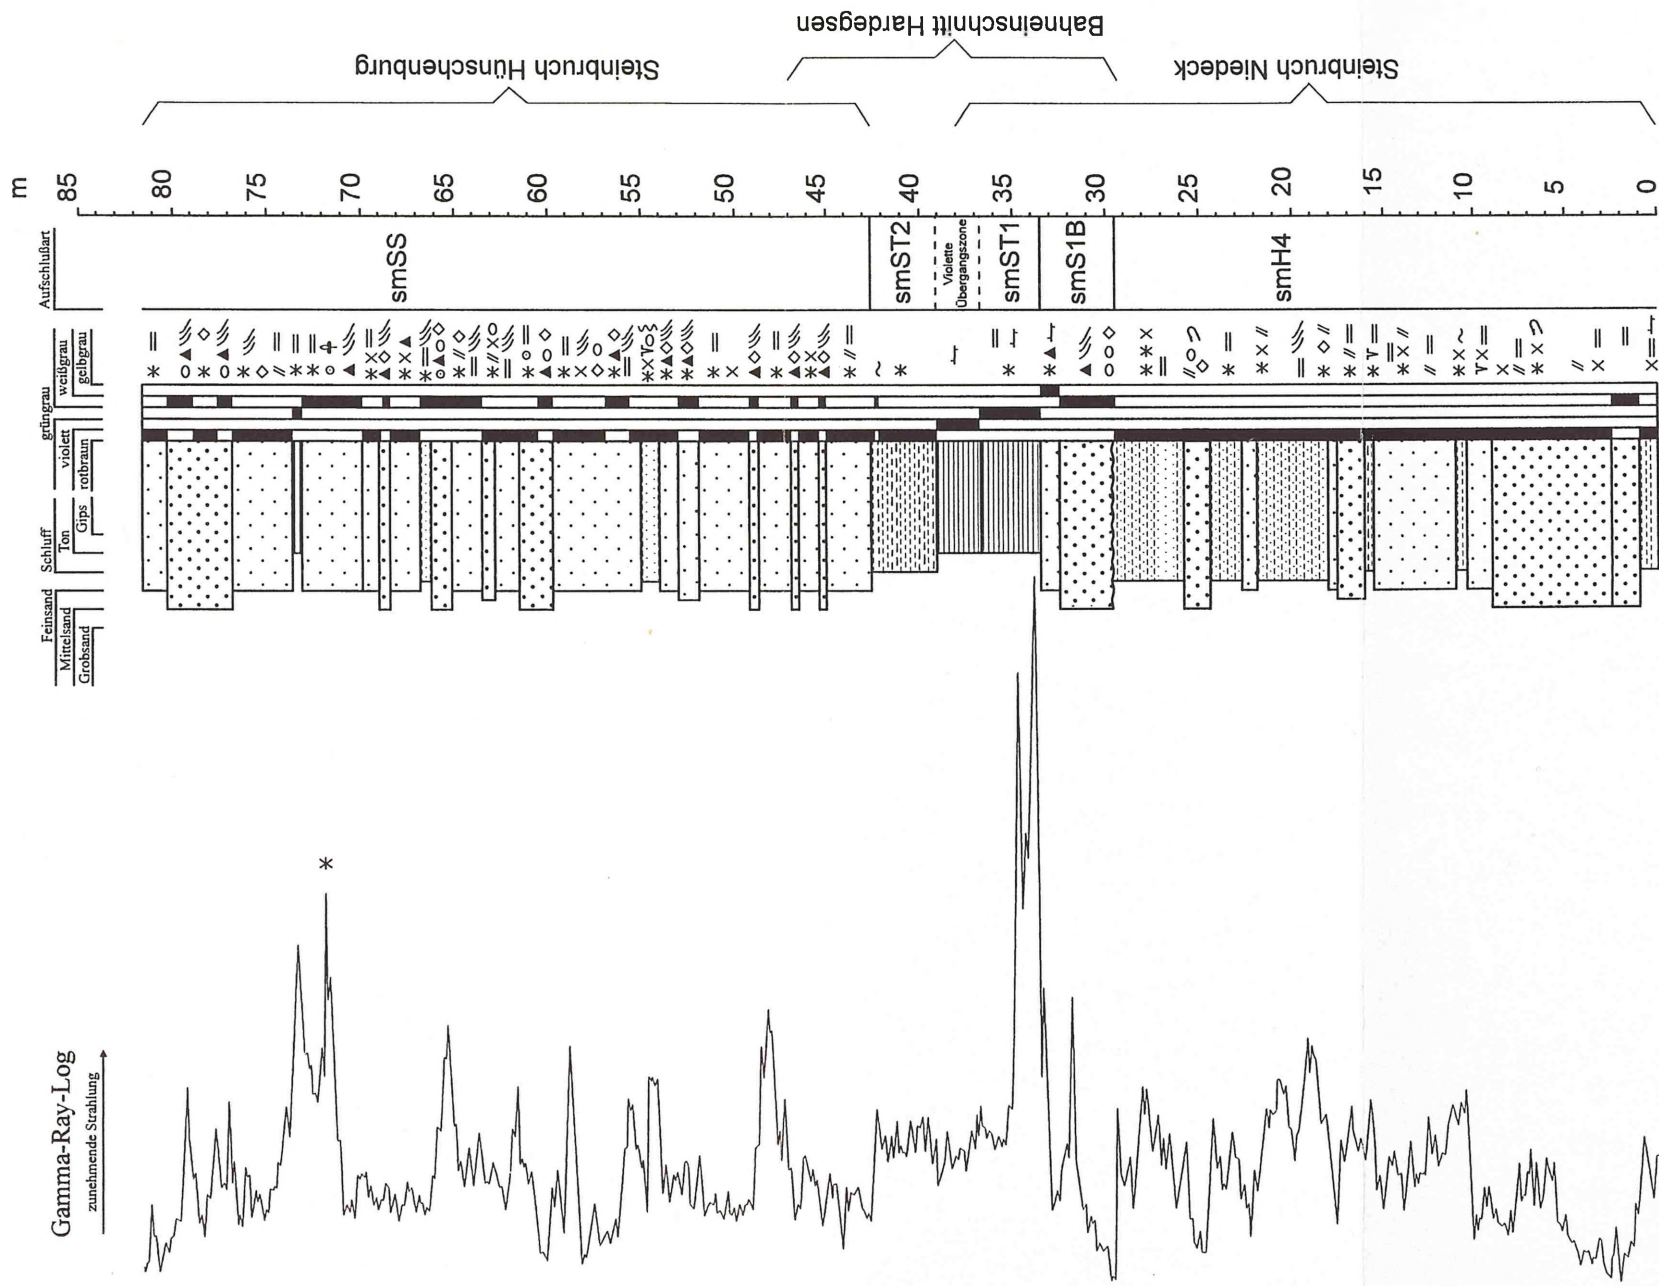 Gamma-Ray-Log
zunehmende Strahlung
Feinsand
Mittelsand
Grobsand
Schluff
Ton
Gips
grüngrau
violett
rotbraun
weißgrau
gelbgrau
Aufschlußart
m
85
80
75
70
65
60
55
50
45
40
35
30
25
20
15
10
5
0
smSS
smST2
Violette
Übergangszone
smST1
smS1B
smH4
Steinbruch Hünschenburg
Bahneinschnitt Hardegsen
Steinbruch Niedeck
*